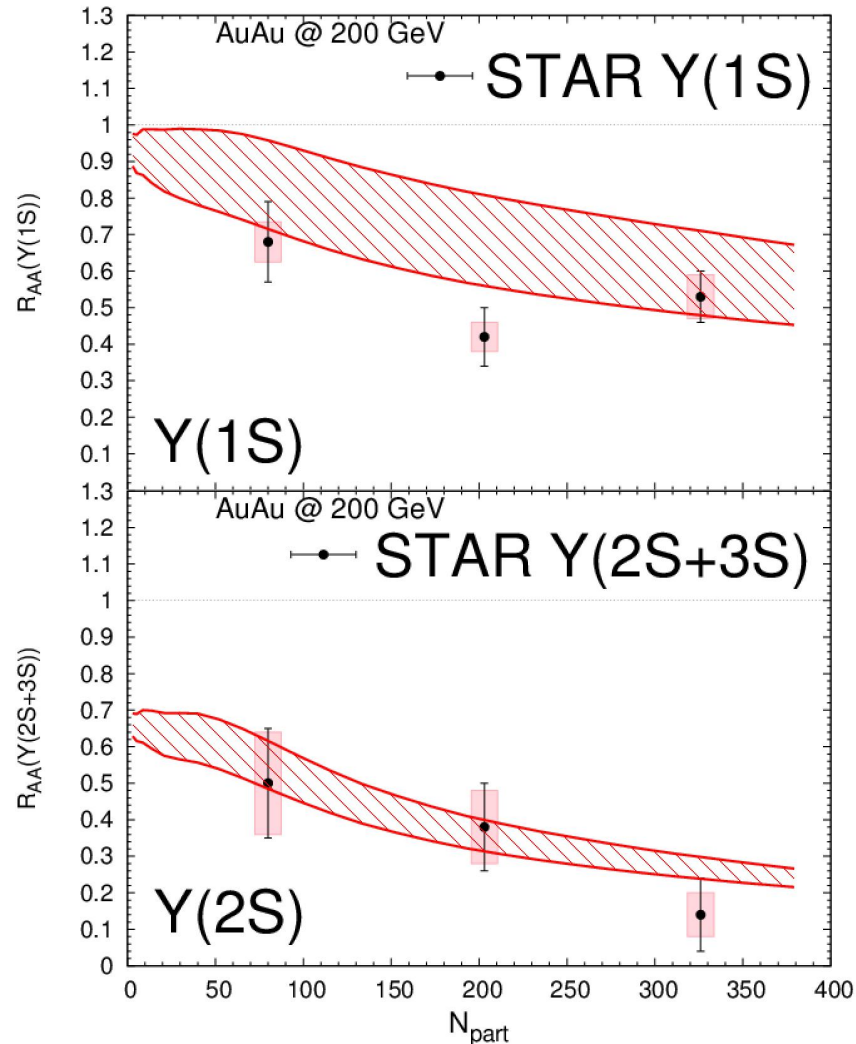 1.3
AuAu @ 200 GeV
1.2
STAR Y(1S)
1.1
1
0.9
0.8
0.7
R_AA(Y(1S))
0.6
0.5
0.4
0.3
0.2
Y(1S)
0.1
1.3
AuAu @ 200 GeV
1.2
STAR Y(2S+3S)
1.1
1
0.9
0.8
0.7
R_AA(Y(2S+3S))
0.6
0.5
0.4
0.3
0.2
Y(2S)
0.1
0
0 50 100 150 200 250 300 350 400
N_part